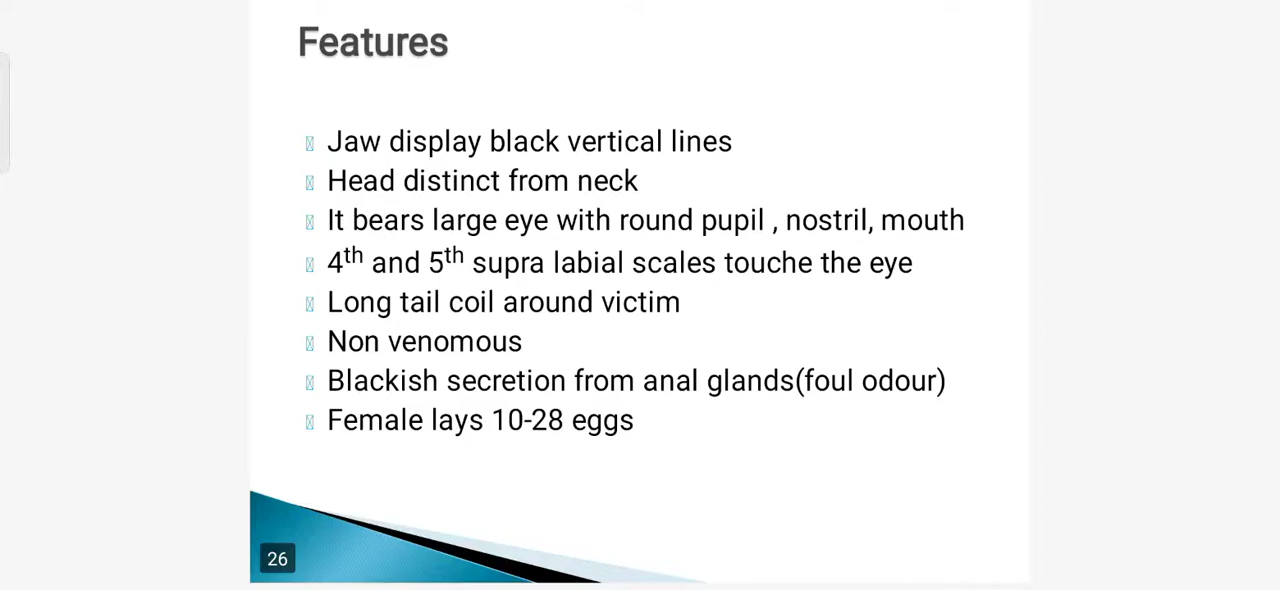 Features
Jaw display black vertical lines
Head distinct from neck
It bears large eye with round pupil , nostril, mouth
4th and 5th supra labial scales touche the eye
Long tail coil around victim
Non venomous
Blackish secretion from anal glands(foul odour)
Female lays 10-28 eggs
26